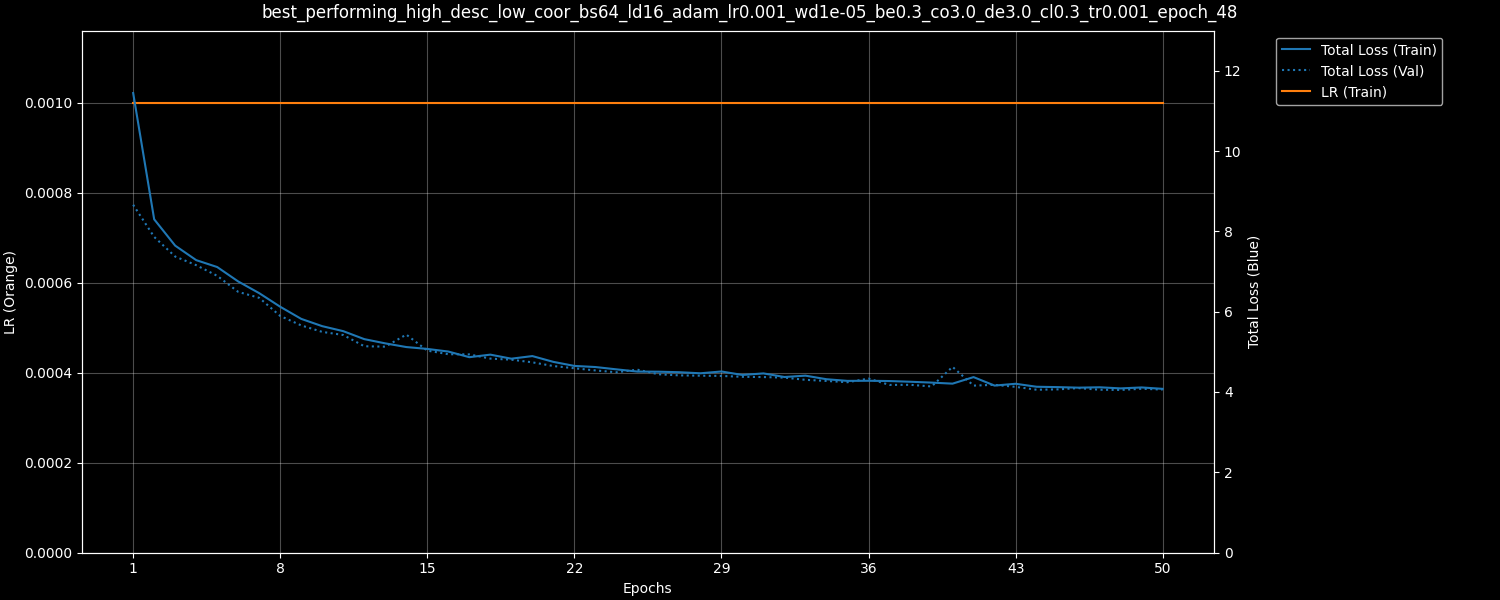 best_performing_high_desc_low_coor_bs64_ld16_adam_lr0.001_wd1e-05_be0.3_co3.0_de3.0_cl0.3_tr0.001_epoch_48
Total Loss (Train)
Total Loss (Val)
LR (Train)
LR (Orange)
0.0010
0.0008
0.0006
0.0004
0.0002
0.0000
12
10
8
6
4
2
0
Total Loss (Blue)
1 8 15 22 29 36 43 50
Epochs